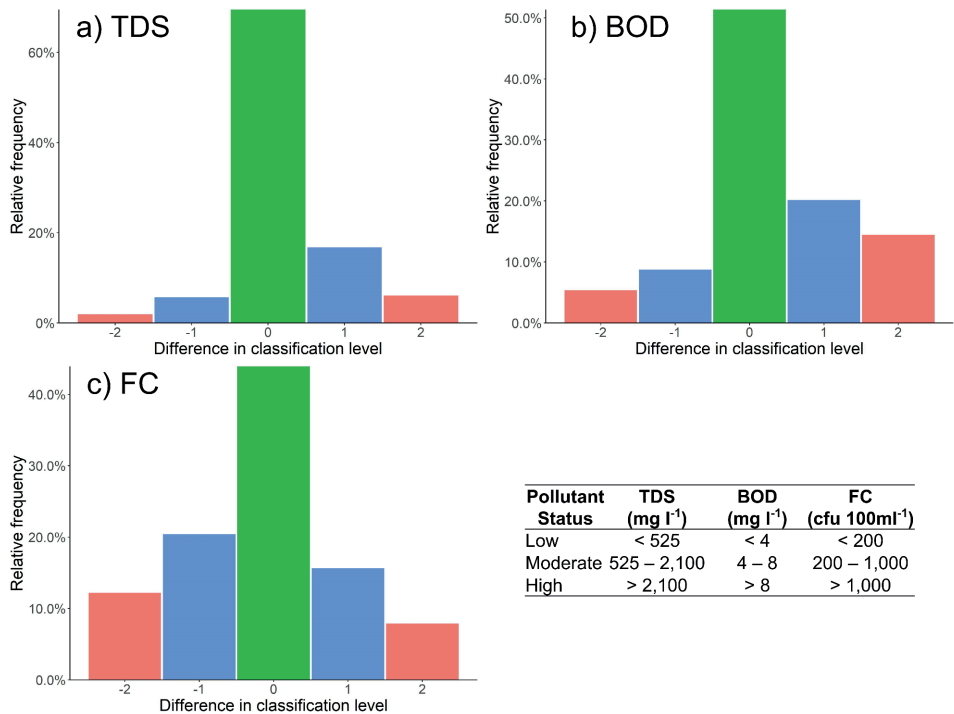 a) TDS
60%
40%
20%
0%
Relative frequency
-2 -1 0 1 2
Difference in classification level
b) BOD
50.0%
40.0%
30.0%
20.0%
10.0%
0.0%
Relative frequency
-2 -1 0 1 2
Difference in classification level
c) FC
40.0%
30.0%
20.0%
10.0%
0.0%
Relative frequency
-2 -1 0 1 2
Difference in classification level
Pollutant TDS BOD FC
Status (mg l⁻¹) (mg l⁻¹) (cfu 100ml⁻¹)
Low < 525 < 4 < 200
Moderate 525 – 2,100 4 – 8 200 – 1,000
High > 2,100 > 8 > 1,000